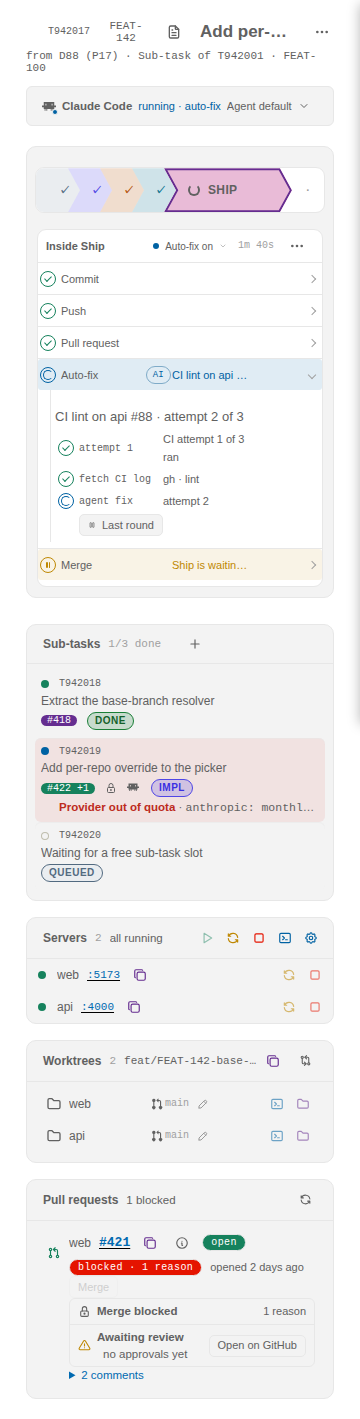 T942017 FEAT-142 Add per-…
from D88 (P17) · Sub-task of T942001 · FEAT-
100
Claude Code running · auto-fix Agent default
SHIP
Inside Ship Auto-fix on 1m 40s
Commit
Push
Pull request
Auto-fix AI CI lint on api …
CI lint on api #88 · attempt 2 of 3
attempt 1 CI attempt 1 of 3
ran
fetch CI log gh · lint
agent fix attempt 2
Last round
Merge Ship is waitin…
Sub-tasks 1/3 done
T942018
Extract the base-branch resolver
#418 DONE
T942019
Add per-repo override to the picker
#422 +1 IMPL
Provider out of quota · anthropic: monthl…
T942020
Waiting for a free sub-task slot
QUEUED
Servers 2 all running
web :5173
api :4000
Worktrees 2 feat/FEAT-142-base-…
web main
api main
Pull requests 1 blocked
web #421 open
blocked · 1 reason opened 2 days ago
Merge
Merge blocked 1 reason
Awaiting review
no approvals yet Open on GitHub
2 comments